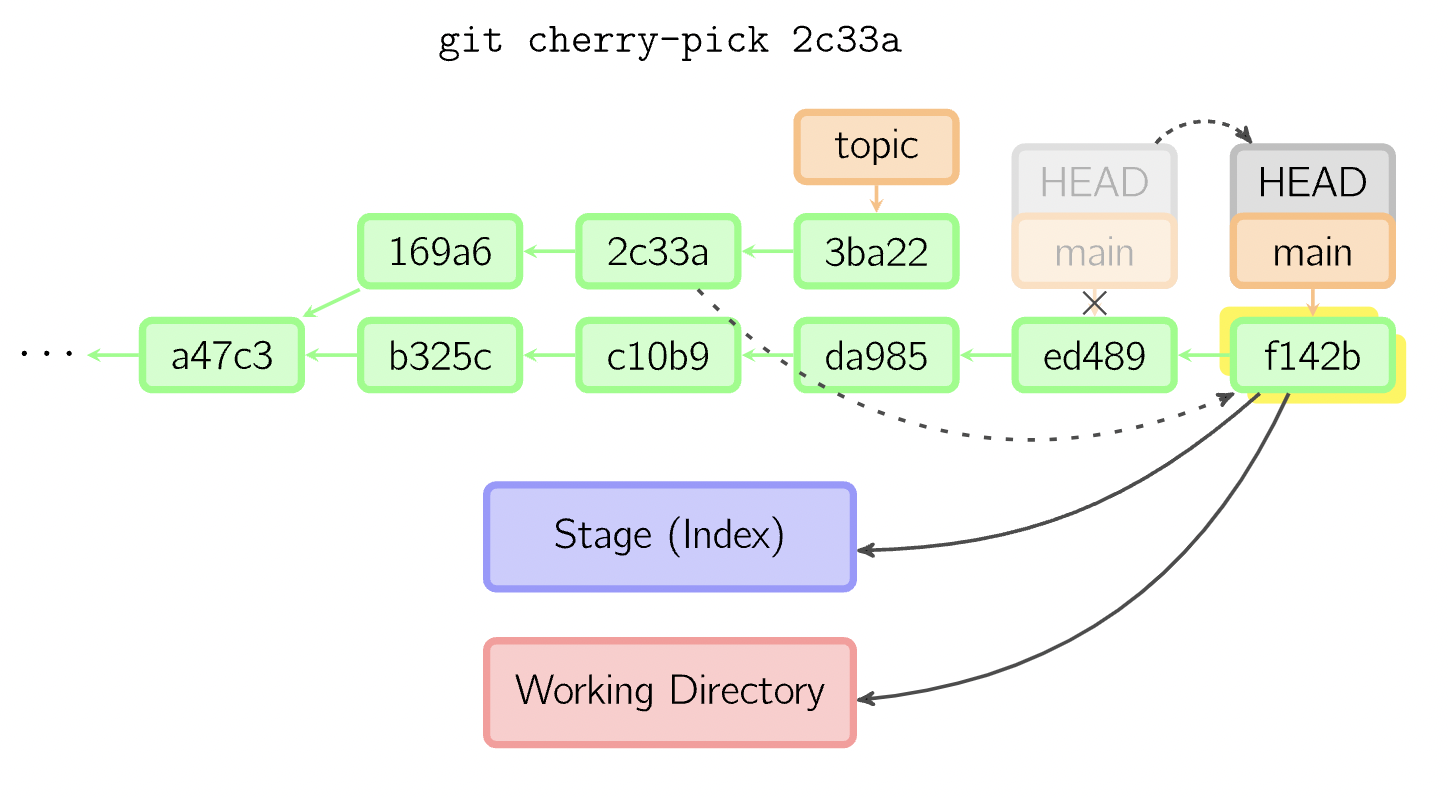 git cherry-pick 2c33a
topic
HEAD
HEAD
169a6
2c33a
3ba22
main
main
...
a47c3
b325c
c10b9
da985
ed489
f142b
Stage (Index)
Working Directory